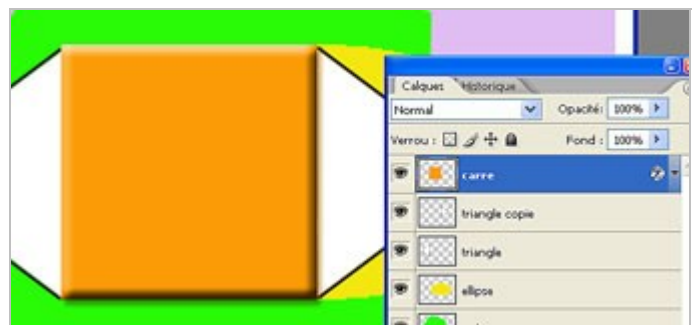 Calques Historique
Normal Opacité: 100%
Verrou : Fond : 100%
carre
triangle copie
triangle
ellipse